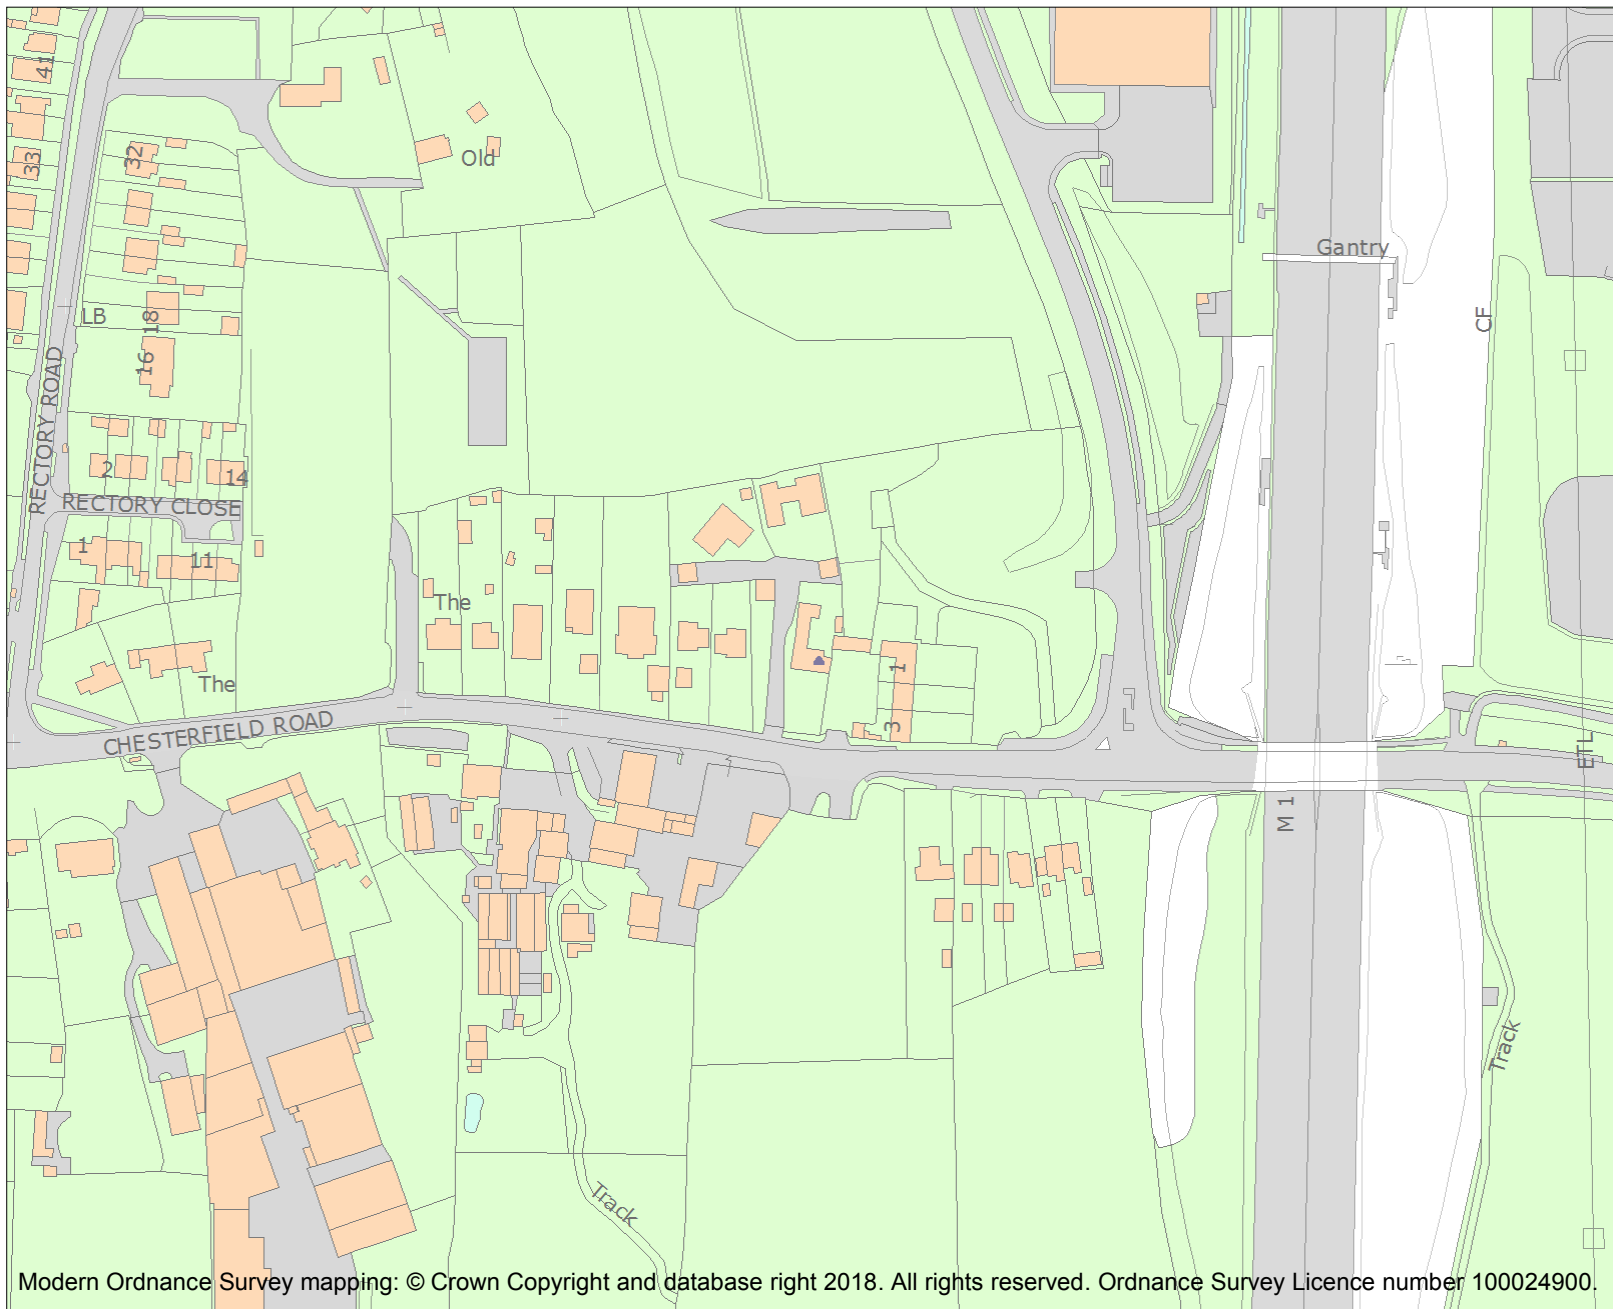 41
33
32
Old
Gantry
CF
LB
18
16
RECTORY ROAD
2
14
RECTORY CLOSE
RECTORY ROAD
1
11
The
The
1
3
CHESTERFIELD ROAD
ETL
M 1
Track
Track
Modern Ordnance Survey mapping: © Crown Copyright and database right 2018. All rights reserved. Ordnance Survey Licence number 100024900.